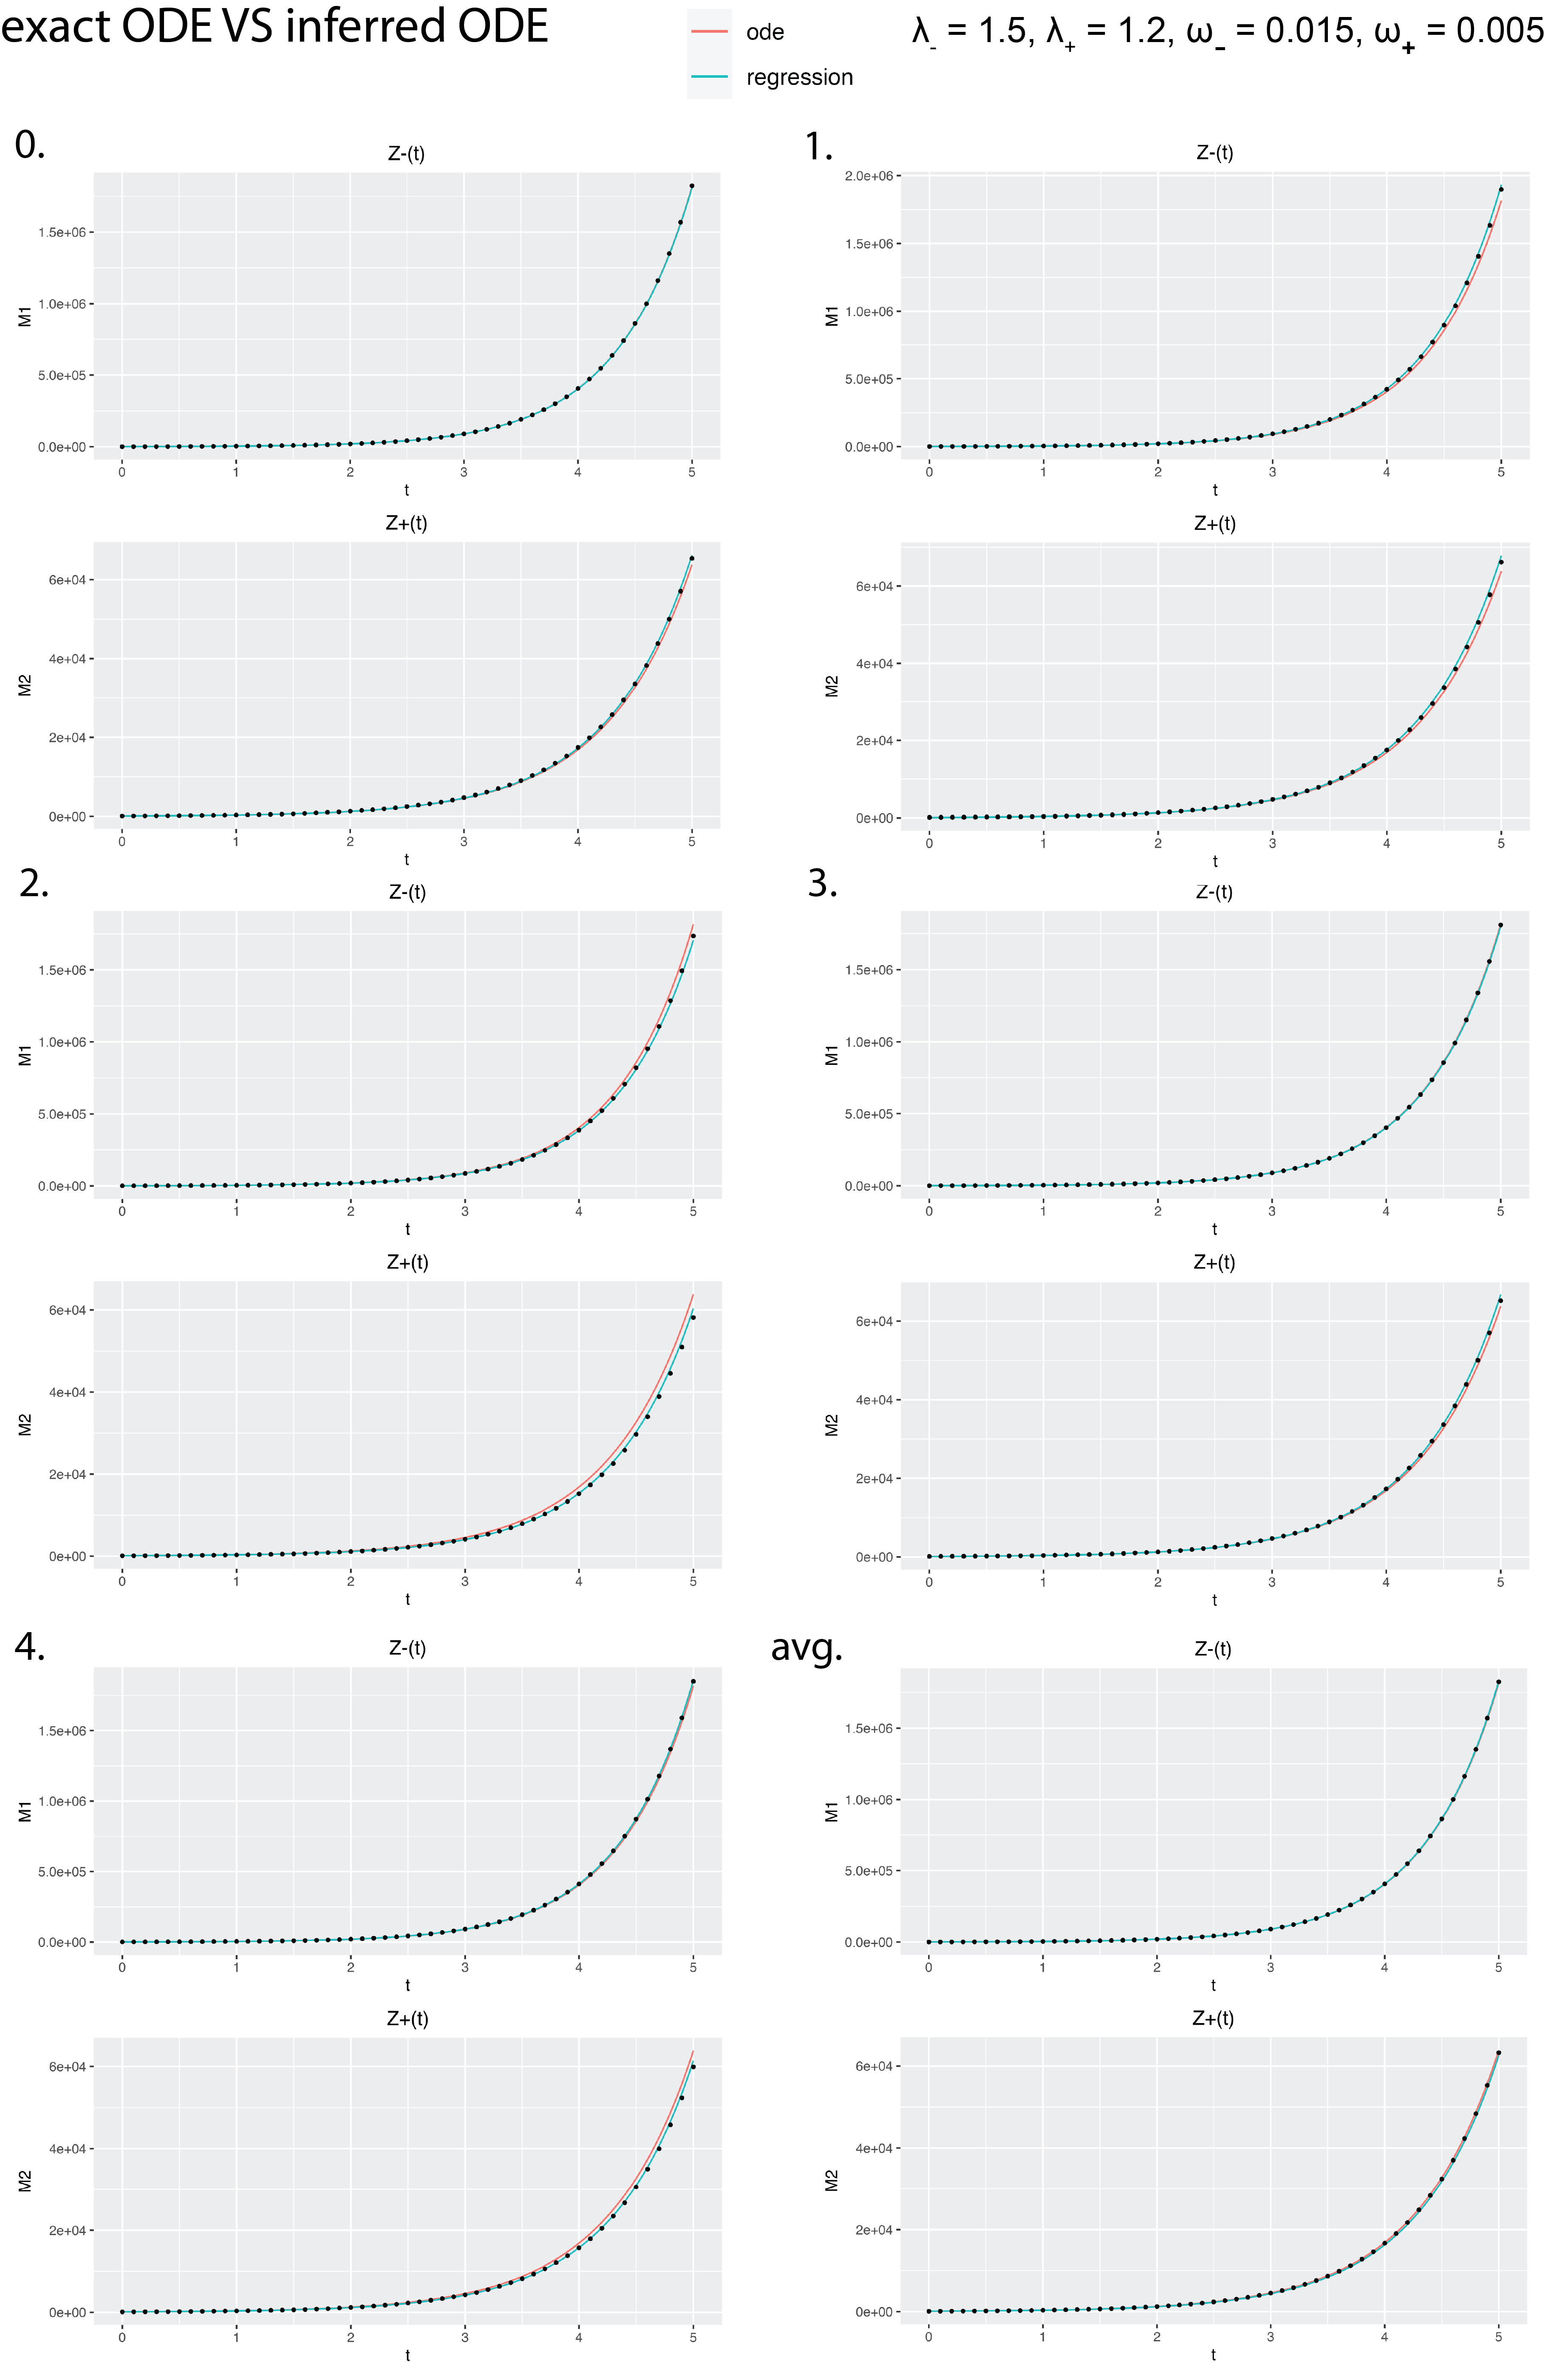 exact ODE VS inferred ODE
ode
regression
λ- = 1.5, λ+ = 1.2, ω- = 0.015, ω+ = 0.005
0.
Z-(t)
M1
1.5e+06
1.0e+06
5.0e+05
0.0e+00
0 1 2 3 4 5
t
Z+(t)
M2
6e+04
4e+04
2e+04
0e+00
0 1 2 3 4 5
t
1.
Z-(t)
M1
2.0e+06
1.5e+06
1.0e+06
5.0e+05
0.0e+00
0 1 2 3 4 5
t
Z+(t)
M2
6e+04
4e+04
2e+04
0e+00
0 1 2 3 4 5
t
2.
Z-(t)
M1
1.5e+06
1.0e+06
5.0e+05
0.0e+00
0 1 2 3 4 5
t
Z+(t)
M2
6e+04
4e+04
2e+04
0e+00
0 1 2 3 4 5
t
3.
Z-(t)
M1
1.5e+06
1.0e+06
5.0e+05
0.0e+00
0 1 2 3 4 5
t
Z+(t)
M2
6e+04
4e+04
2e+04
0e+00
0 1 2 3 4 5
t
4.
Z-(t)
M1
1.5e+06
1.0e+06
5.0e+05
0.0e+00
0 1 2 3 4 5
t
Z+(t)
M2
6e+04
4e+04
2e+04
0e+00
0 1 2 3 4 5
t
avg.
Z-(t)
M1
1.5e+06
1.0e+06
5.0e+05
0.0e+00
0 1 2 3 4 5
t
Z+(t)
M2
6e+04
4e+04
2e+04
0e+00
0 1 2 3 4 5
t